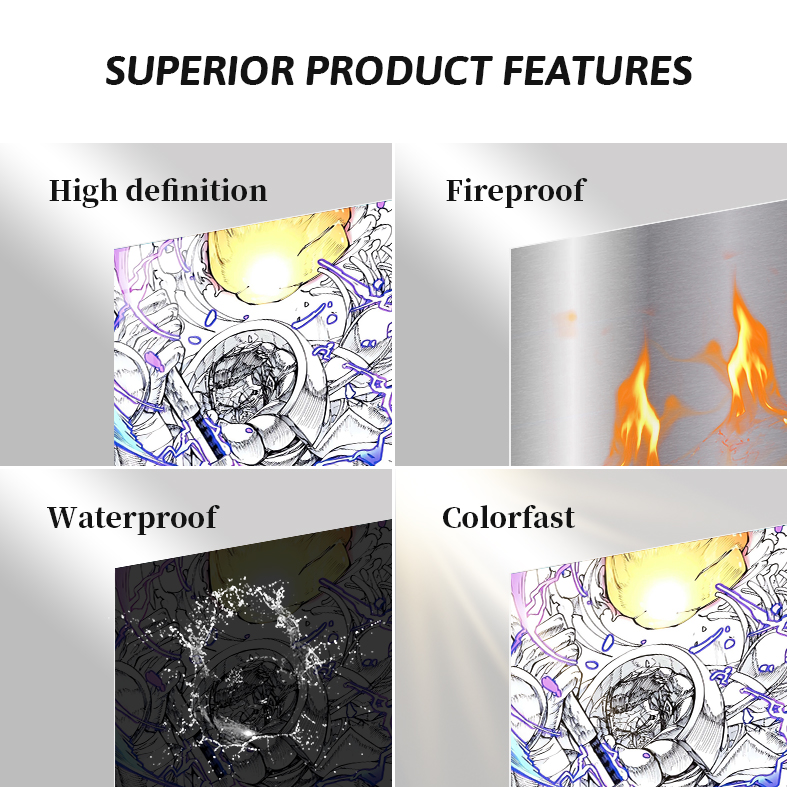 SUPERIOR PRODUCT FEATURES
High definition
Fireproof
Waterproof
Colorfast